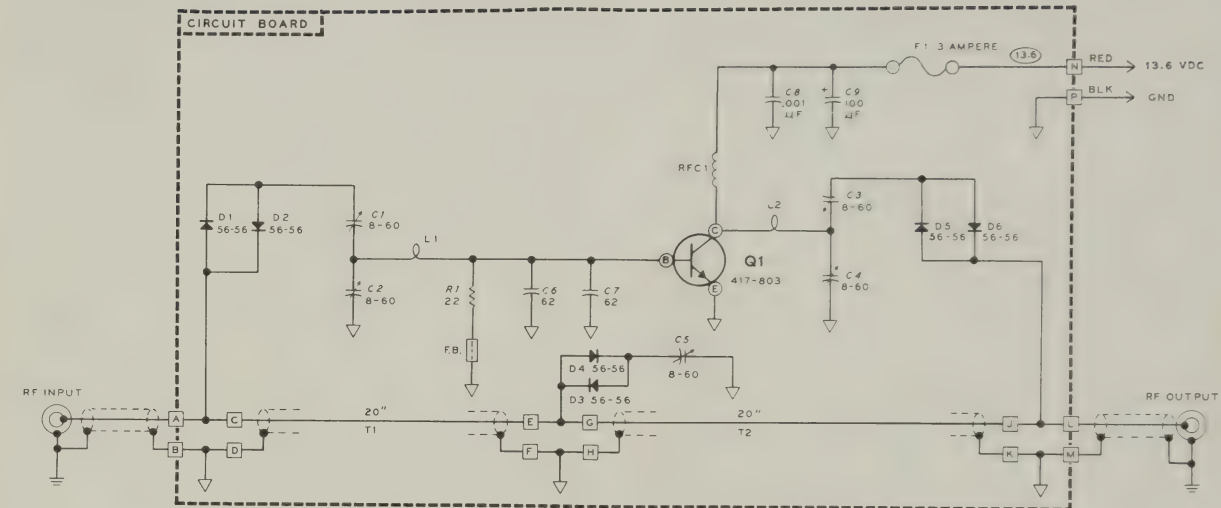 CIRCUIT BOARD
F1 3 AMPERE
13.6
N
RED
13.6 VDC
P
BLK
GND
C8
.001
µF
+
C9
100
µF
RFC1
D1
56-56
D2
56-56
C1
8-60
L1
C2
8-60
R1
22
F.B.
C6
62
C7
62
B
C
E
Q1
417-803
L2
C3
8-60
C4
8-60
D5
56-56
D6
56-56
D4 56-56
D3 56-56
C5
8-60
RF INPUT
A
C
20"
T1
E
G
20"
T2
J
L
RF OUTPUT
B
D
F
H
K
M